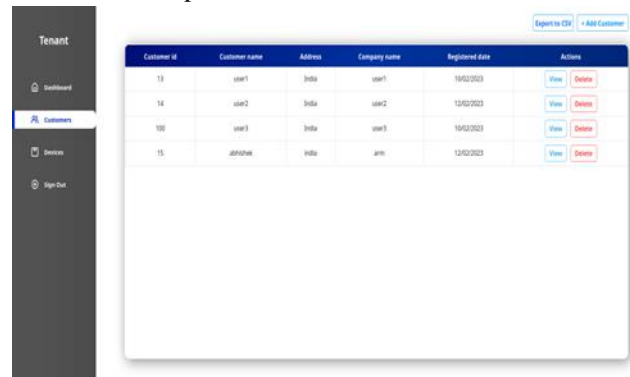 Export to CSV + Add Customer
Tenant
Customer id Customer name Address Company name Registered date Actions
13 user1 India user1 10/02/2023 View Delete
Dashboard
14 user2 India user2 12/02/2023 View Delete
Customers
100 user3 India user3 10/02/2023 View Delete
Devices
15 abhishek india arm 12/02/2023 View Delete
Sign Out